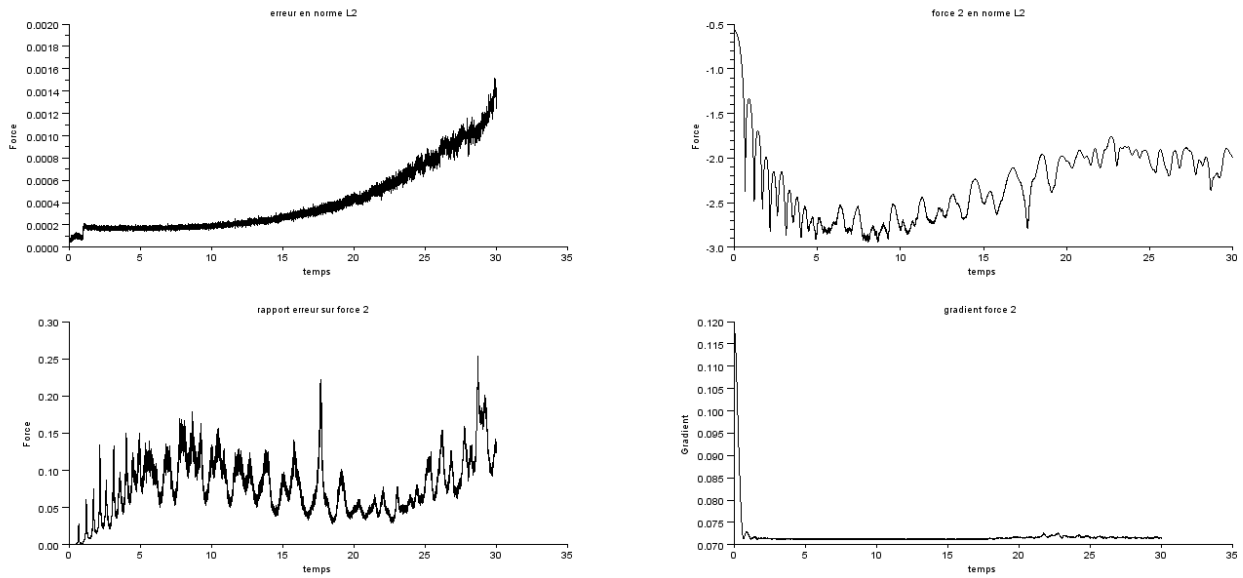 erreur en norme L2
0.0020
0.0018
0.0016
0.0014
0.0012
0.0010
0.0008
0.0006
0.0004
0.0002
0.0000
Force
0 5 10 15 20 25 30 35
temps
force 2 en norme L2
-0.5
-1.0
-1.5
-2.0
-2.5
-3.0
Force
0 5 10 15 20 25 30
temps
rapport erreur sur force 2
0.30
0.25
0.20
0.15
0.10
0.05
0.00
Force
0 5 10 15 20 25 30 35
temps
gradient force 2
0.120
0.115
0.110
0.105
0.100
0.095
0.090
0.085
0.080
0.075
0.070
Gradient
0 5 10 15 20 25 30 35
temps